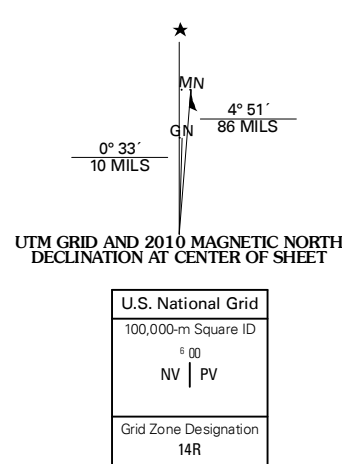 MN
4° 51´
86 MILS
GN
0° 33´
10 MILS
UTM GRID AND 2010 MAGNETIC NORTH
DECLINATION AT CENTER OF SHEET
U.S. National Grid
100,000-m Square ID
6 00
NV PV
Grid Zone Designation
14R